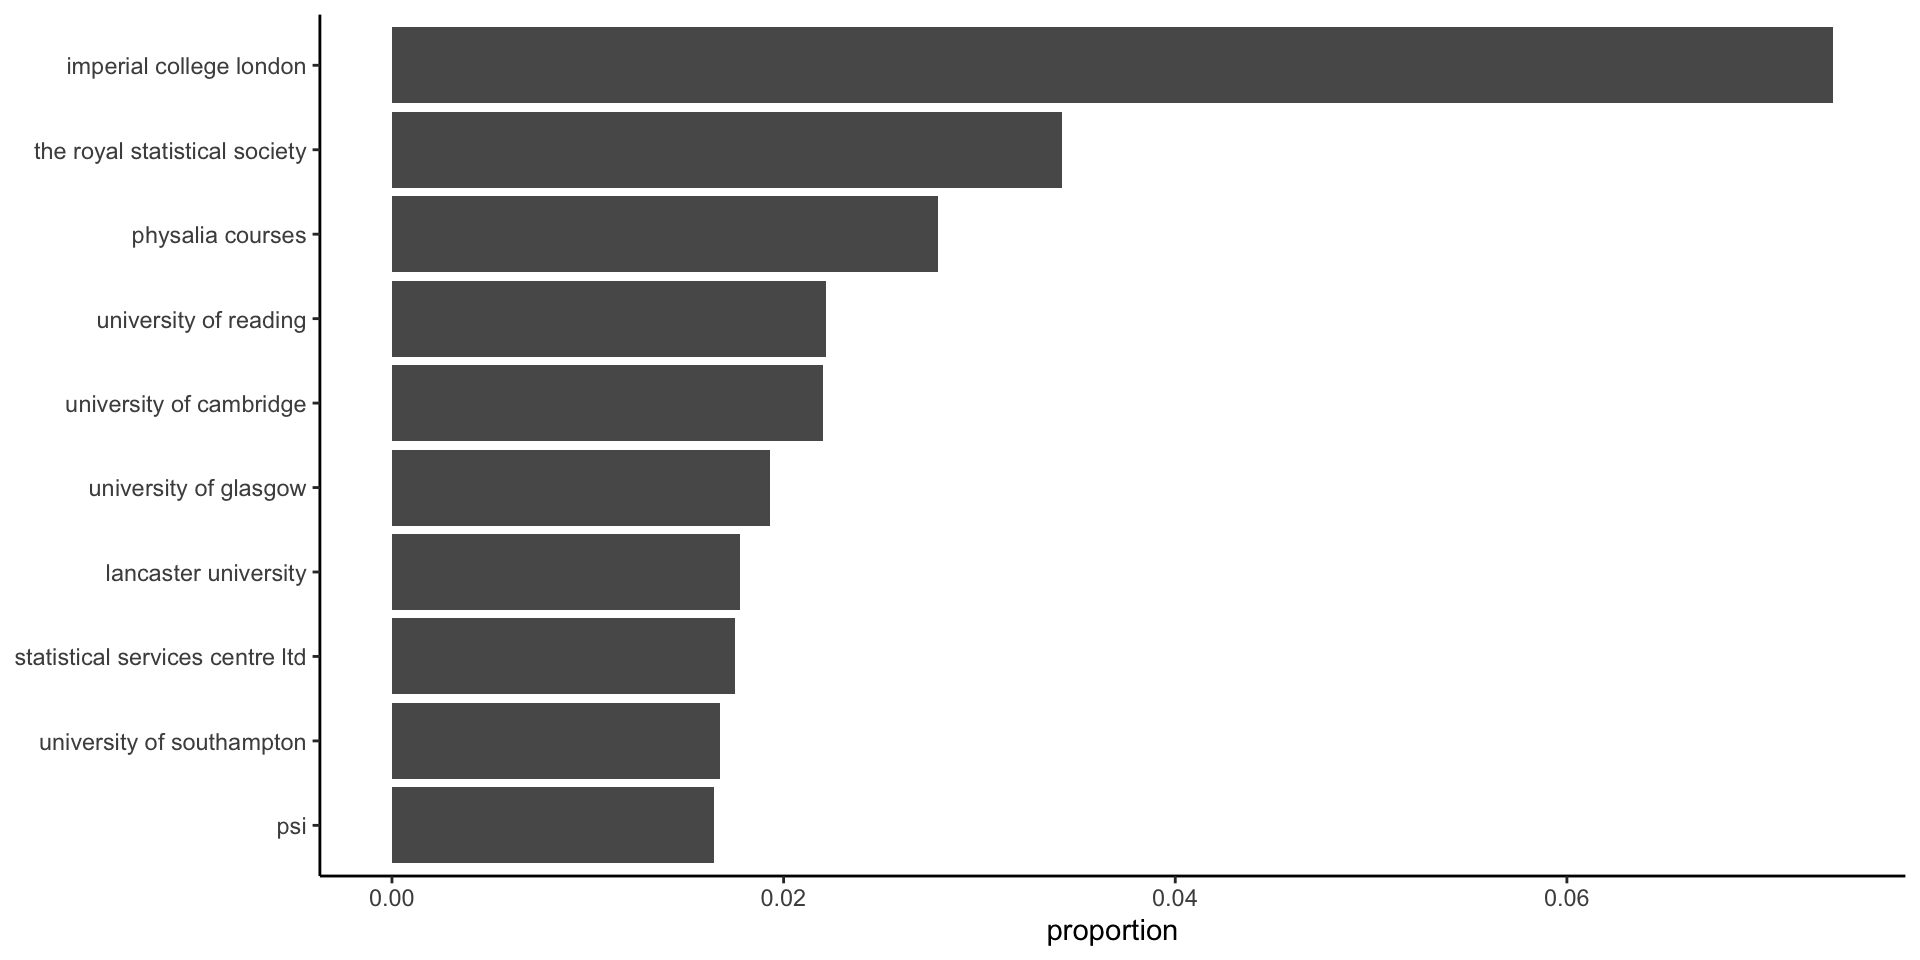 imperial college london
the royal statistical society
physalia courses
university of reading
university of cambridge
university of glasgow
lancaster university
statistical services centre ltd
university of southampton
psi
0.00 0.02 0.04 0.06
proportion